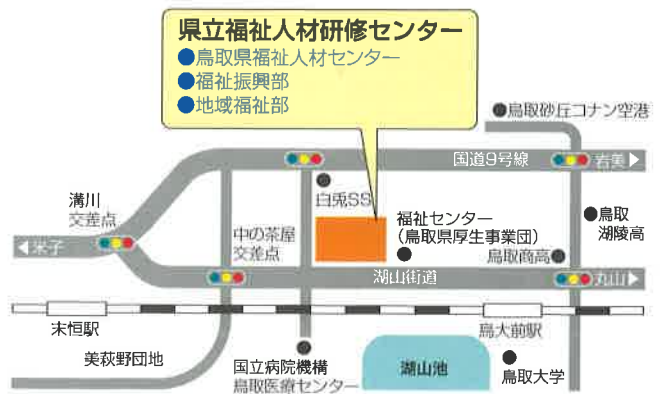 県立福祉人材研修センター
●鳥取県福祉人材センター
●福祉振興部
●地域福祉部
●鳥取砂丘コナン空港
国道9号線
岩美▶
白兎SS
溝川
交差点
中の茶屋
交差点
福祉センター
(鳥取県厚生事業団)
●鳥取
湖陵高
鳥取商高
◀米子
湖山街道
丸山▶
末恒駅
鳥大前駅
美萩野団地
国立病院機構
鳥取医療センター
湖山池
鳥取大学